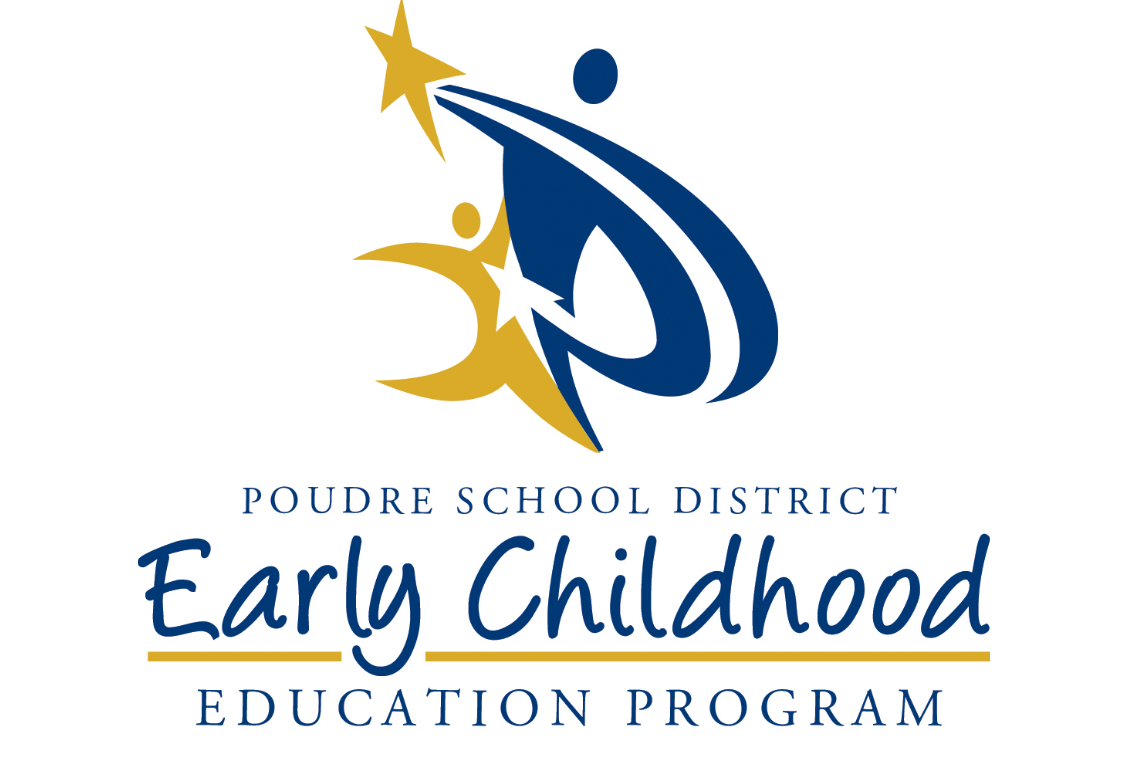 POUDRE SCHOOL DISTRICT
Early Childhood
EDUCATION PROGRAM